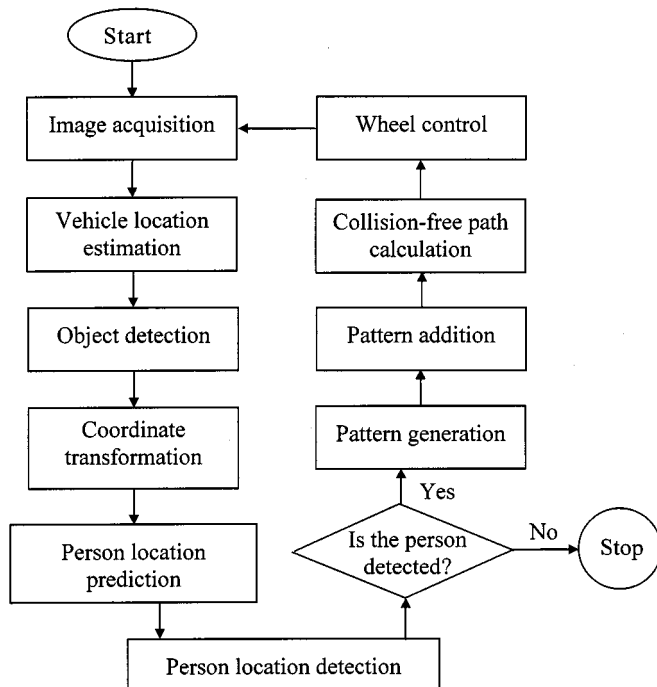 Start
Image acquisition
Vehicle location
estimation
Object detection
Coordinate
transformation
Person location
prediction
Person location detection
Is the person
detected?
Yes
No
Stop
Pattern generation
Pattern addition
Collision-free path
calculation
Wheel control